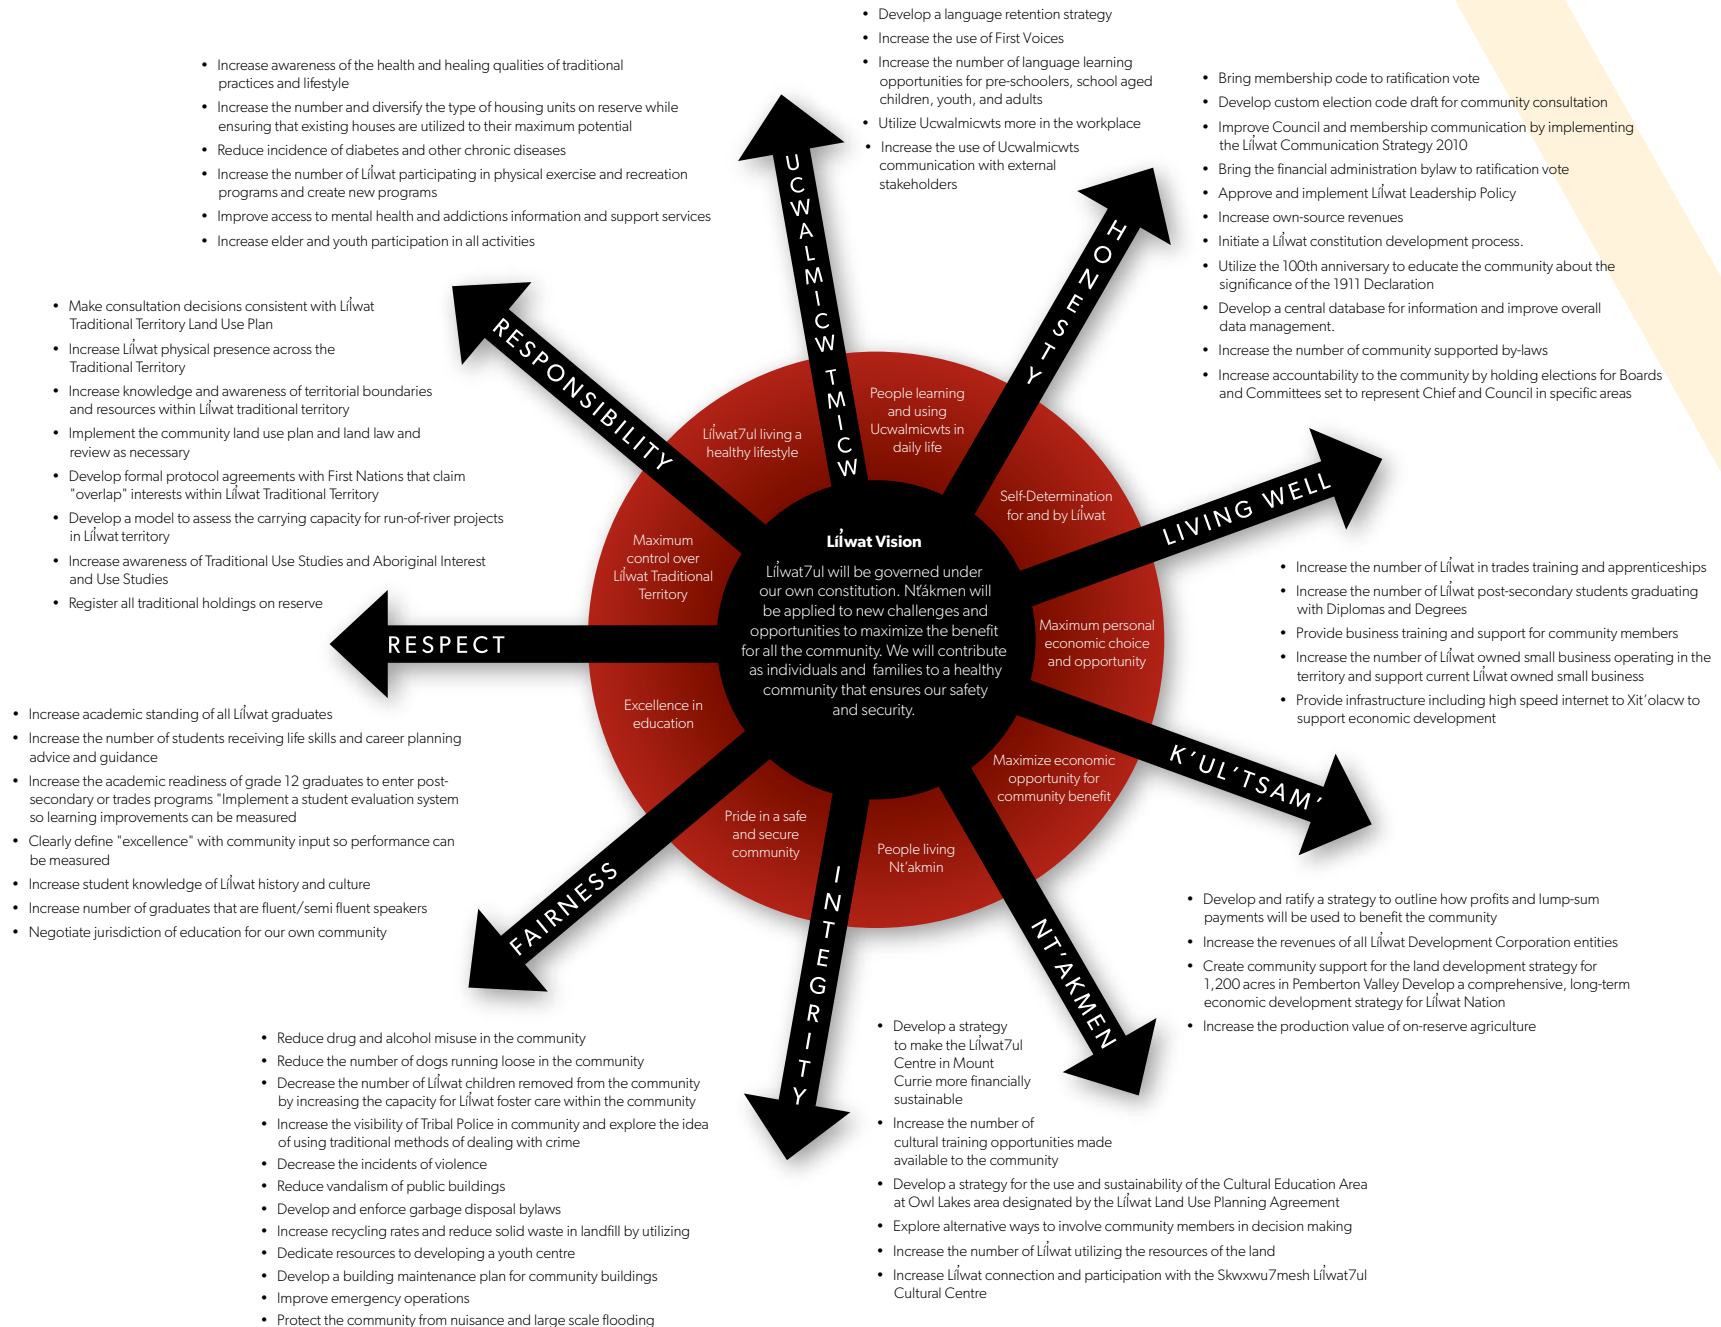 • Develop a language retention strategy
• Increase the use of First Voices
• Increase the number of language learning
opportunities for pre-schoolers, school aged
children, youth, and adults
• Utilize Ucwalmicwts more in the workplace
• Increase the use of Ucwalmicwts
communication with external
stakeholders
• Increase awareness of the health and healing qualities of traditional
practices and lifestyle
• Increase the number and diversify the type of housing units on reserve while
ensuring that existing houses are utilized to their maximum potential
• Reduce incidence of diabetes and other chronic diseases
• Increase the number of Líl̓wat participating in physical exercise and recreation
programs and create new programs
• Improve access to mental health and addictions information and support services
• Increase elder and youth participation in all activities
• Bring membership code to ratification vote
• Develop custom election code draft for community consultation
• Improve Council and membership communication by implementing
the Líl̓wat Communication Strategy 2010
• Bring the financial administration bylaw to ratification vote
• Approve and implement Líl̓wat Leadership Policy
• Increase own-source revenues
• Initiate a Líl̓wat constitution development process.
• Utilize the 100th anniversary to educate the community about the
significance of the 1911 Declaration
• Develop a central database for information and improve overall
data management.
• Increase the number of community supported by-laws
• Increase accountability to the community by holding elections for Boards
and Committees set to represent Chief and Council in specific areas
• Make consultation decisions consistent with Líl̓wat
Traditional Territory Land Use Plan
• Increase Líl̓wat physical presence across the
Traditional Territory
• Increase knowledge and awareness of territorial boundaries
and resources within Líl̓wat traditional territory
• Implement the community land use plan and land law and
review as necessary
• Develop formal protocol agreements with First Nations that claim
"overlap" interests within Líl̓wat Traditional Territory
• Develop a model to assess the carrying capacity for run-of-river projects
in Líl̓wat territory
• Increase awareness of Traditional Use Studies and Aboriginal Interest
and Use Studies
• Register all traditional holdings on reserve
UCWALMICW TMICW
HONESTY
RESPONSIBILITY
LIVING WELL
RESPECT
K'UL'TSAM'
FAIRNESS
INTEGRITY
NT'AKMEN
People learning
and using
Ucwalmicwts in
daily life
Líl̓wat7ul living a
healthy lifestyle
Self-Determination
for and by Líl̓wat
Maximum
control over
Líl̓wat Traditional
Territory
Maximum personal
economic choice
and opportunity
Excellence in
education
Maximize economic
opportunity for
community benefit
Pride in a safe
and secure
community
People living
Nt'akmin
Líl̓wat Vision
Líl̓wat7ul will be governed under
our own constitution. Nt̓ákmen will
be applied to new challenges and
opportunities to maximize the benefit
for all the community. We will contribute
as individuals and families to a healthy
community that ensures our safety
and security.
• Increase the number of Líl̓wat in trades training and apprenticeships
• Increase the number of Líl̓wat post-secondary students graduating
with Diplomas and Degrees
• Provide business training and support for community members
• Increase the number of Líl̓wat owned small business operating in the
territory and support current Líl̓wat owned small business
• Provide infrastructure including high speed internet to Xit'olacw to
support economic development
• Increase academic standing of all Líl̓wat graduates
• Increase the number of students receiving life skills and career planning
advice and guidance
• Increase the academic readiness of grade 12 graduates to enter post-
secondary or trades programs "Implement a student evaluation system
so learning improvements can be measured
• Clearly define "excellence" with community input so performance can
be measured
• Increase student knowledge of Líl̓wat history and culture
• Increase number of graduates that are fluent/semi fluent speakers
• Negotiate jurisdiction of education for our own community
• Develop and ratify a strategy to outline how profits and lump-sum
payments will be used to benefit the community
• Increase the revenues of all Líl̓wat Development Corporation entities
• Create community support for the land development strategy for
1,200 acres in Pemberton Valley Develop a comprehensive, long-term
economic development strategy for Líl̓wat Nation
• Increase the production value of on-reserve agriculture
• Reduce drug and alcohol misuse in the community
• Reduce the number of dogs running loose in the community
• Decrease the number of Líl̓wat children removed from the community
by increasing the capacity for Líl̓wat foster care within the community
• Increase the visibility of Tribal Police in community and explore the idea
of using traditional methods of dealing with crime
• Decrease the incidents of violence
• Reduce vandalism of public buildings
• Develop and enforce garbage disposal bylaws
• Increase recycling rates and reduce solid waste in landfill by utilizing
• Dedicate resources to developing a youth centre
• Develop a building maintenance plan for community buildings
• Improve emergency operations
• Protect the community from nuisance and large scale flooding
• Develop a strategy
to make the Líl̓wat7ul
Centre in Mount
Currie more financially
sustainable
• Increase the number of
cultural training opportunities made
available to the community
• Develop a strategy for the use and sustainability of the Cultural Education Area
at Owl Lakes area designated by the Líl̓wat Land Use Planning Agreement
• Explore alternative ways to involve community members in decision making
• Increase the number of Líl̓wat utilizing the resources of the land
• Increase Líl̓wat connection and participation with the Skwxwu7mesh Líl̓wat7ul
Cultural Centre